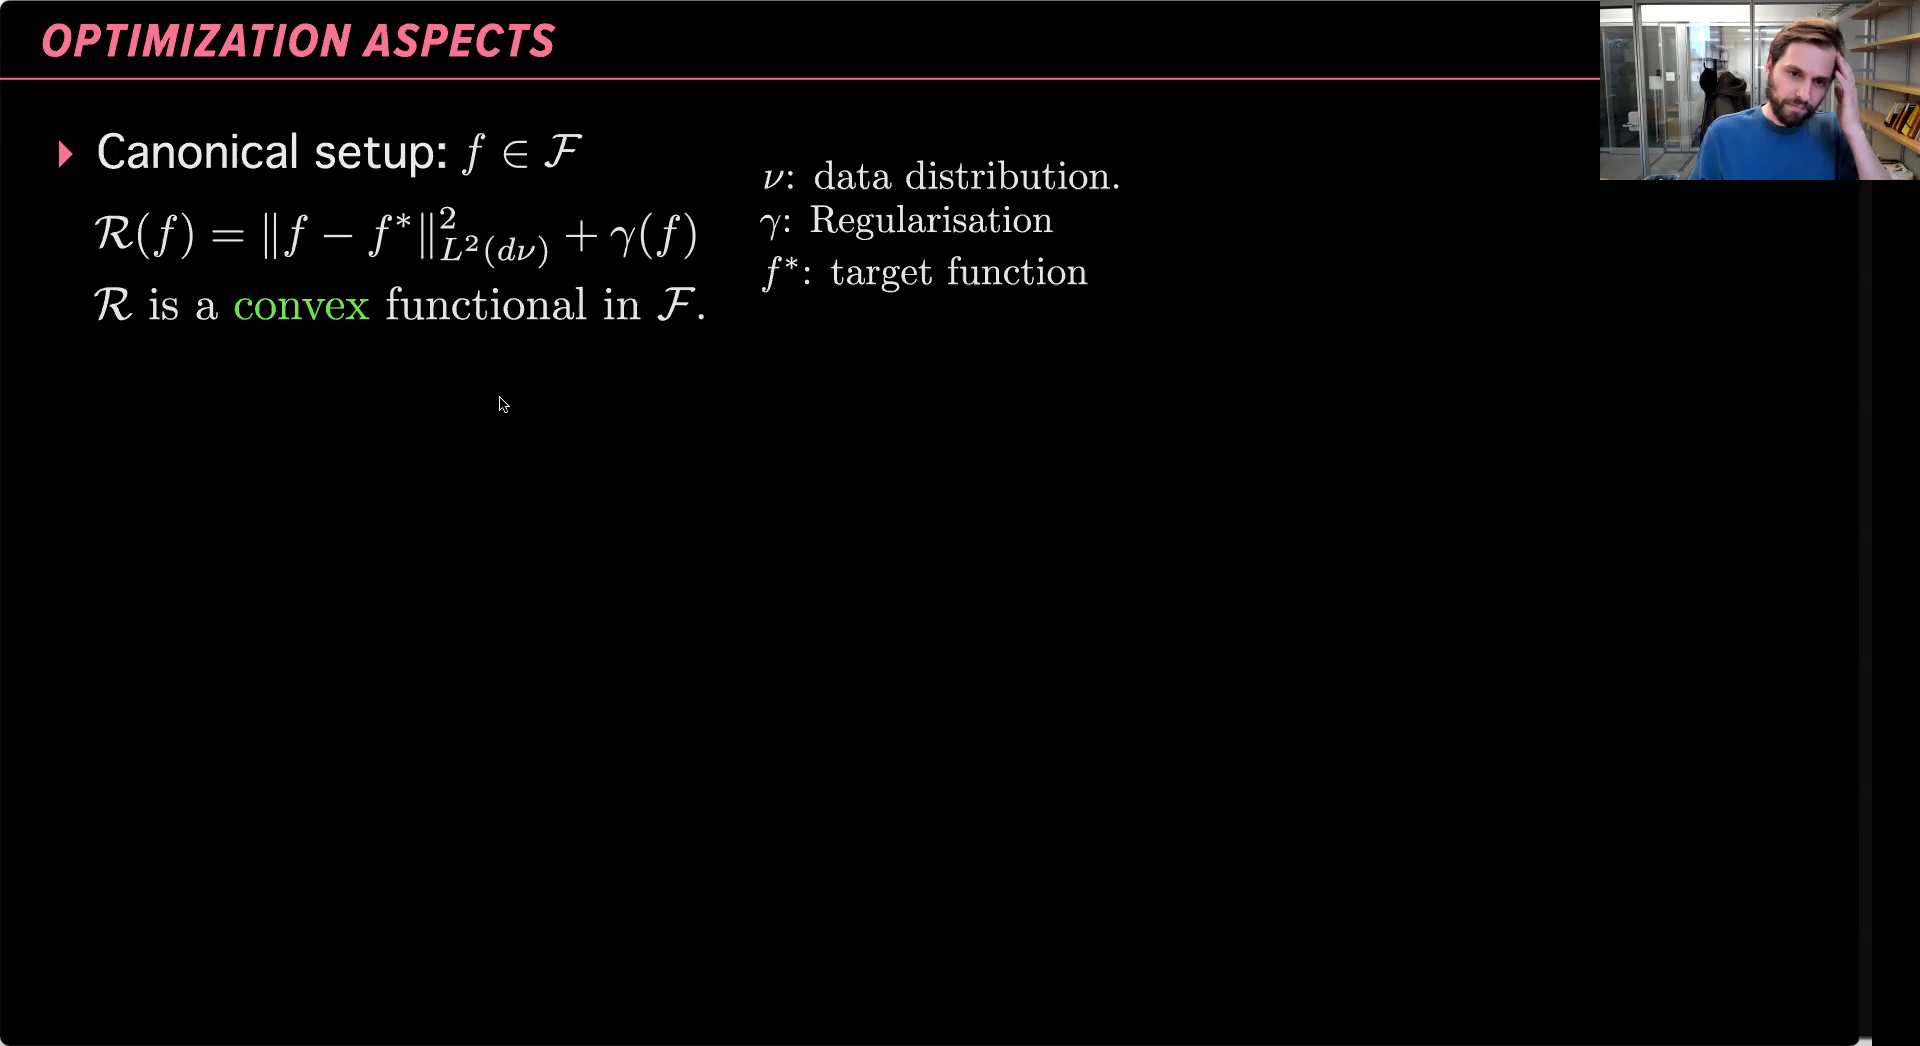 OPTIMIZATION ASPECTS
Canonical setup: f ∈ ℱ
ℛ(f) = ‖f − f*‖²_{L²(dν)} + γ(f)
ℛ is a convex functional in ℱ.
ν: data distribution.
γ: Regularisation
f*: target function